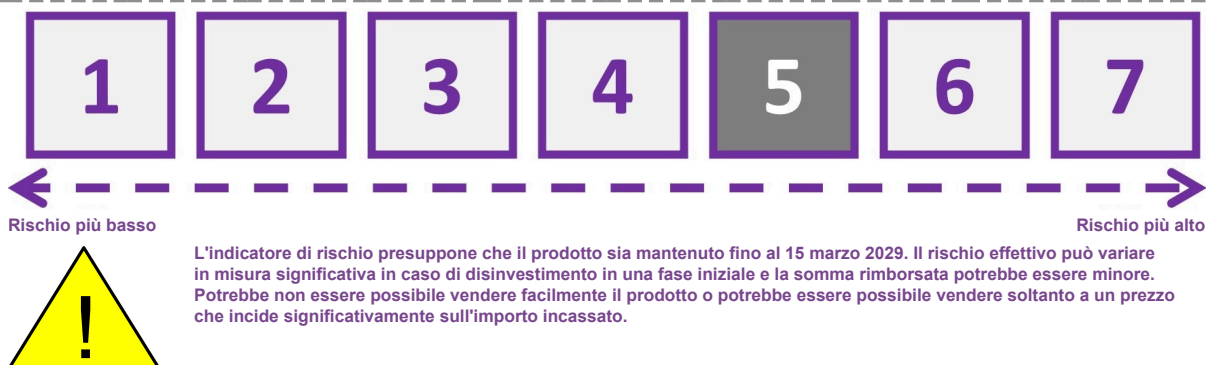 1 2 3 4 5 6 7
Rischio più basso Rischio più alto
L'indicatore di rischio presuppone che il prodotto sia mantenuto fino al 15 marzo 2029. Il rischio effettivo può variare
in misura significativa in caso di disinvestimento in una fase iniziale e la somma rimborsata potrebbe essere minore.
Potrebbe non essere possibile vendere facilmente il prodotto o potrebbe essere possibile vendere soltanto a un prezzo
che incide significativamente sull'importo incassato.
!